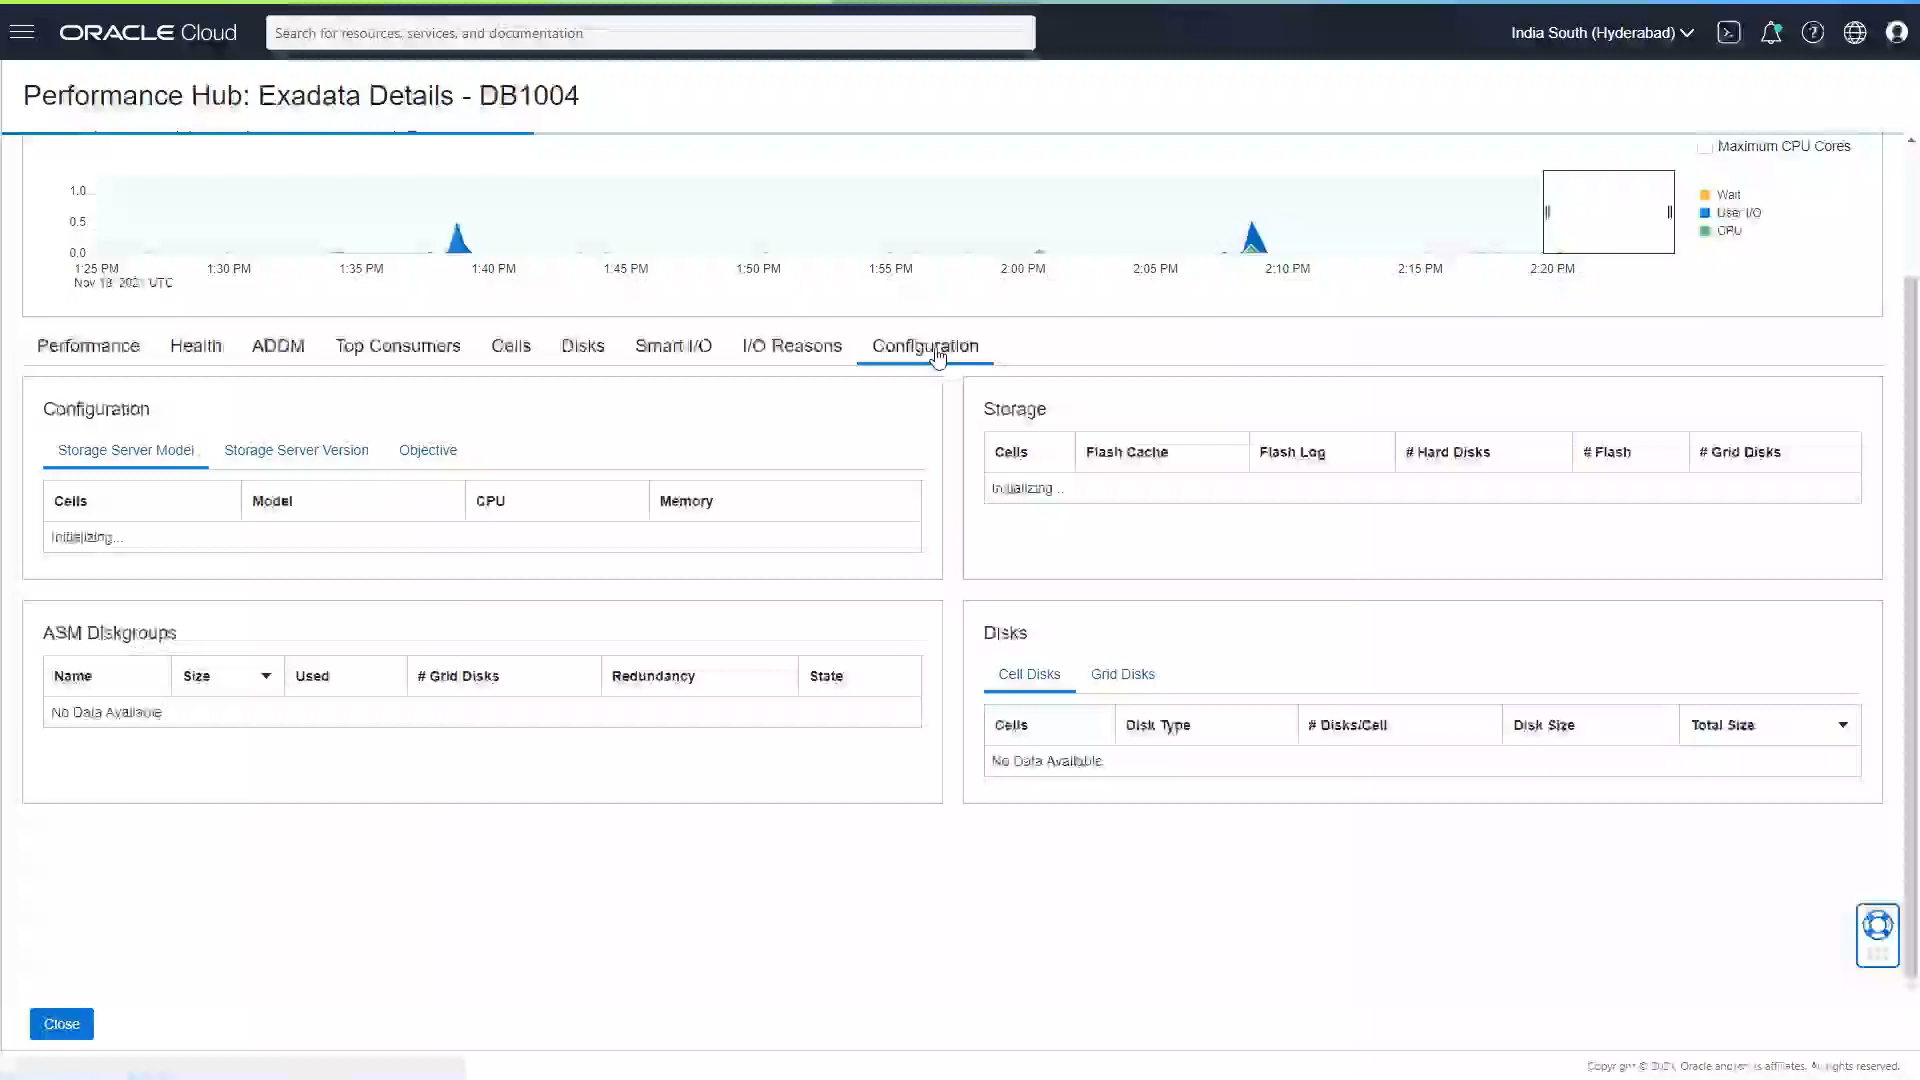 ORACLE Cloud
Search for resources, services, and documentation
India South (Hyderabad)
Performance Hub: Exadata Details - DB1004
Maximum CPU Cores
1.0
0.5
0.0
Wait
User I/O
CPU
1:25 PM 1:30 PM 1:35 PM 1:40 PM 1:45 PM 1:50 PM 1:55 PM 2:00 PM 2:05 PM 2:10 PM 2:15 PM 2:20 PM
Nov 2021 UTC
Performance Health ADDM Top Consumers Cells Disks Smart I/O I/O Reasons Configuration
Configuration
Storage Server Model Storage Server Version Objective
Cells Model CPU Memory
Initializing...
Storage
Cells Flash Cache Flash Log # Hard Disks # Flash # Grid Disks
Initializing...
ASM Diskgroups
Name Size Used # Grid Disks Redundancy State
No Data Available
Disks
Cell Disks Grid Disks
Cells Disk Type # Disks/Cell Disk Size Total Size
No Data Available
Close
Copyright © 2021, Oracle and/or its affiliates. All rights reserved.